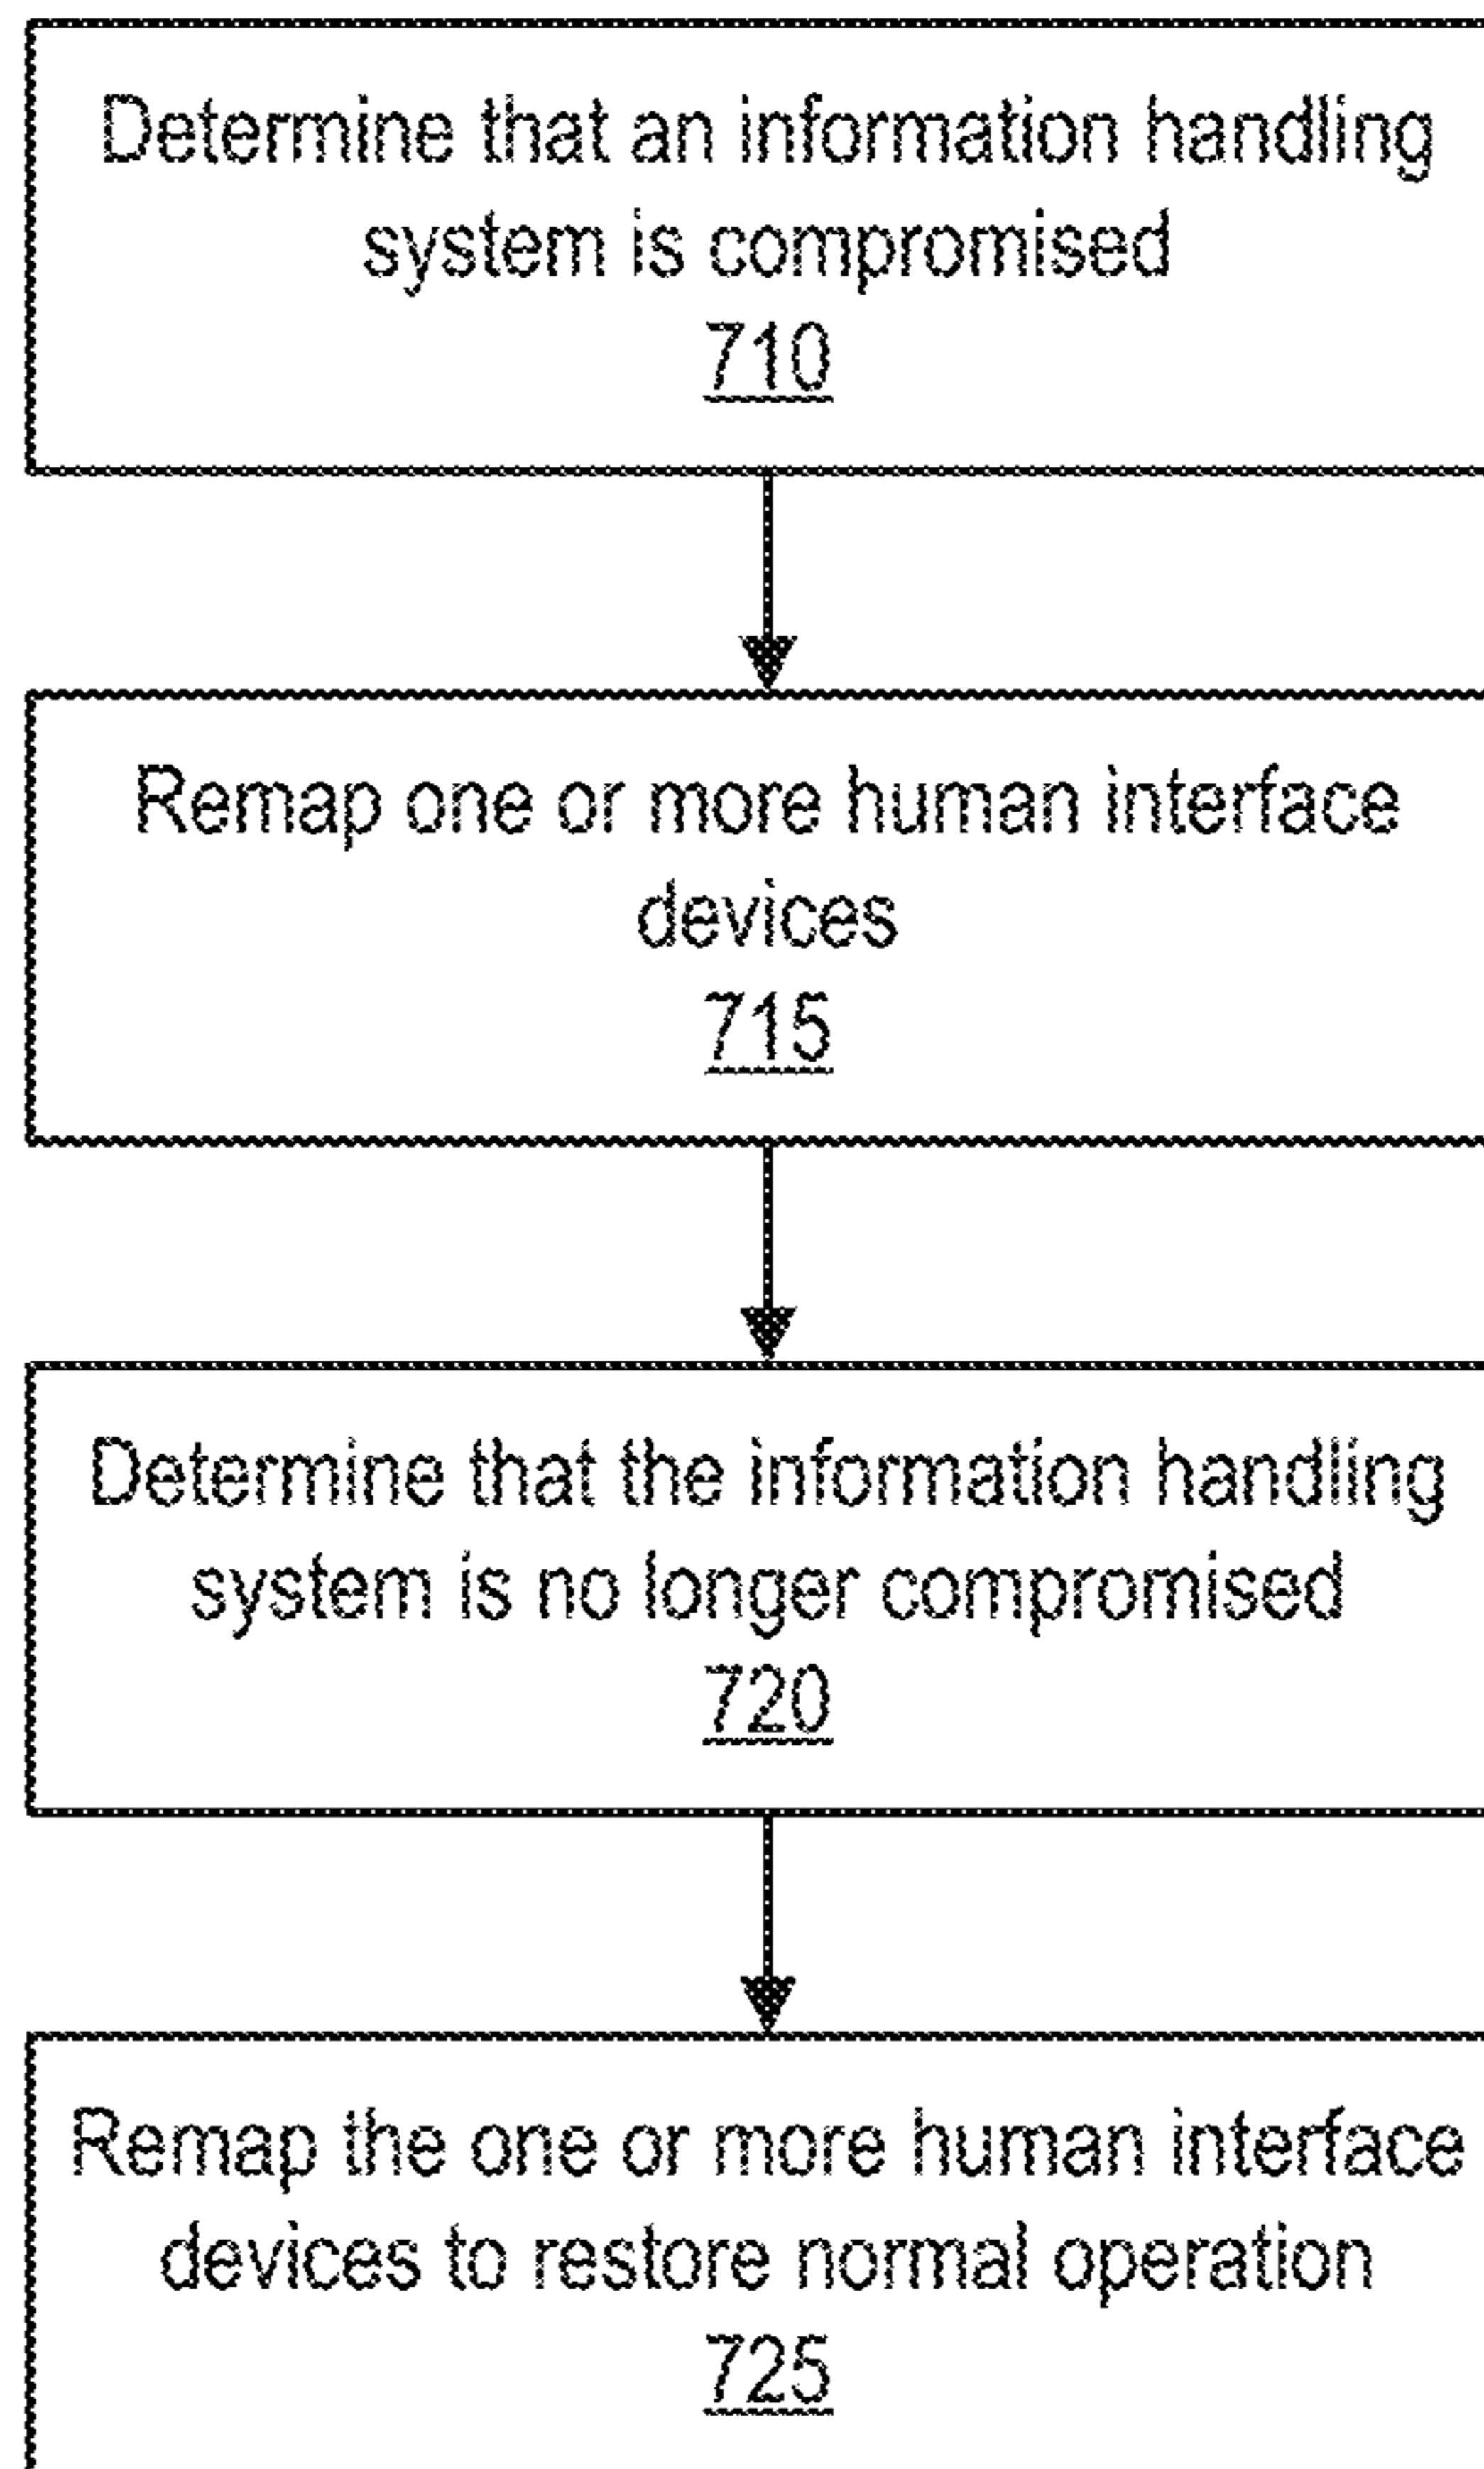 Determine that an information handling
system is compromised
710
Remap one or more human interface
devices
715
Determine that the information handling
system is no longer compromised
720
Remap the one or more human interface
devices to restore normal operation
725